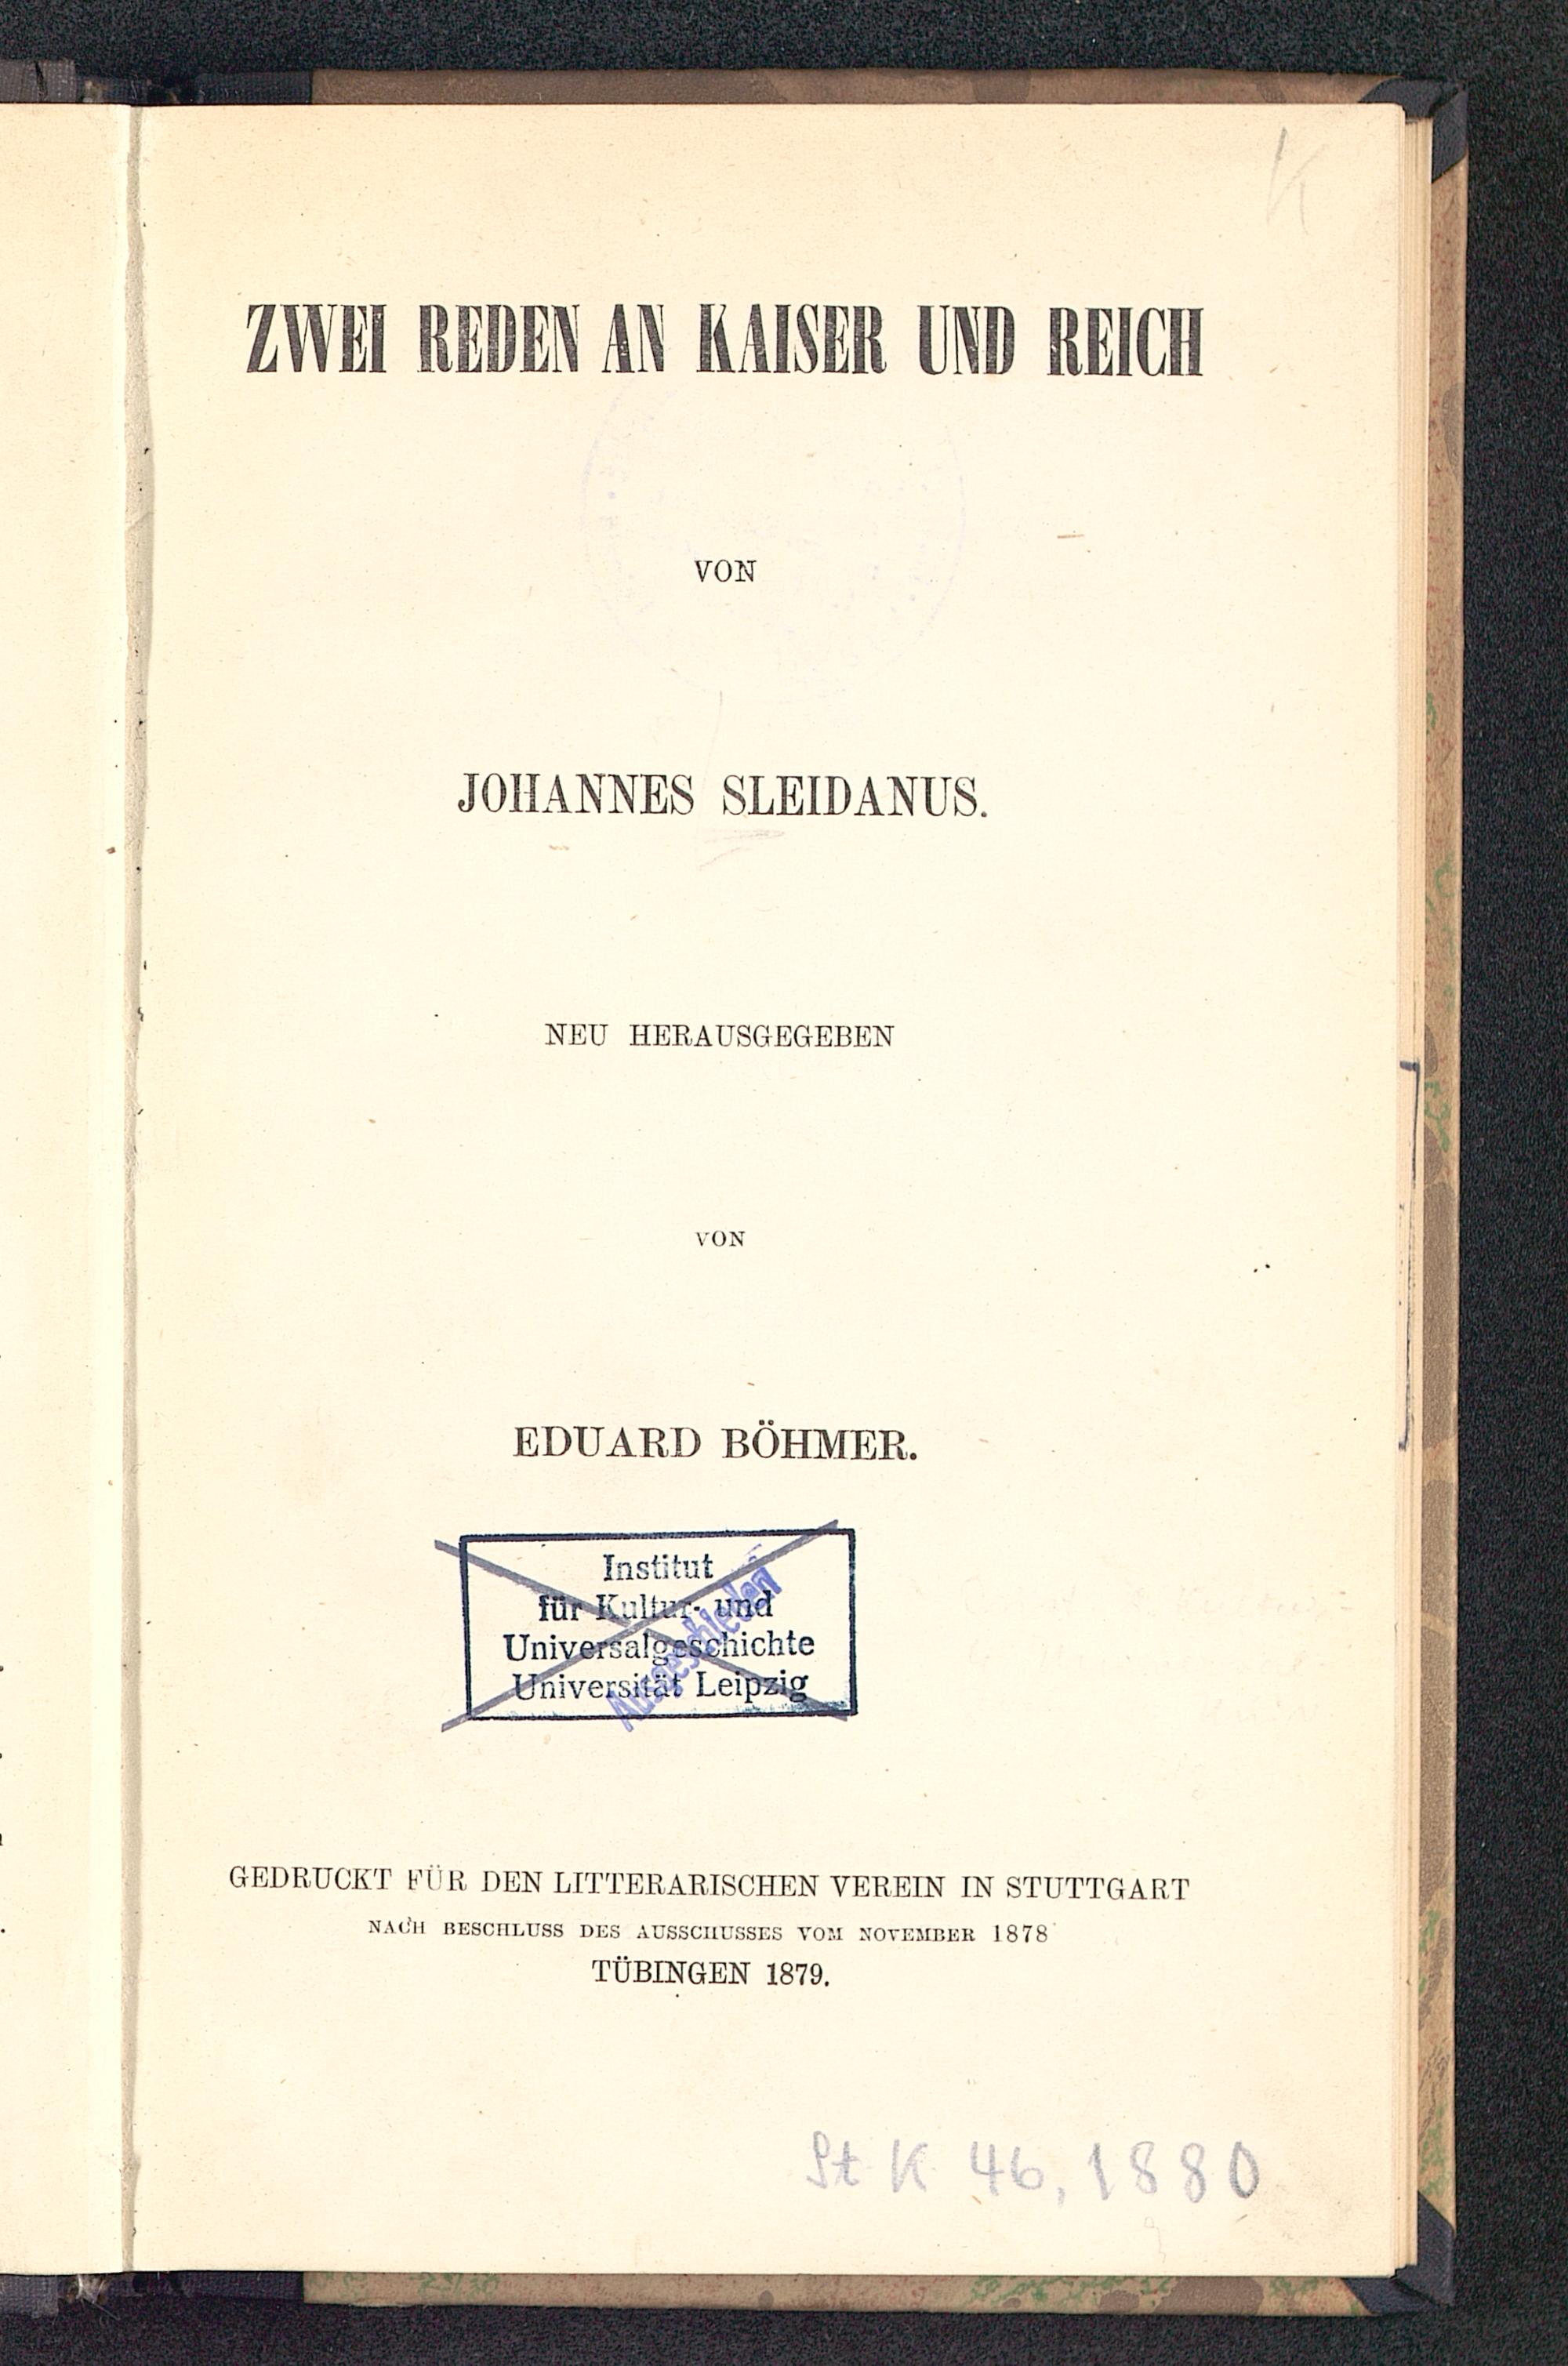 K
ZWEI REDEN AN KAISER UND REICH
VON
JOHANNES SLEIDANUS.
NEU HERAUSGEGEBEN
VON
EDUARD BÖHMER.
Institut
für Kultur- und
Universalgeschichte
Universität Leipzig
Ausgeschieden
GEDRUCKT FÜR DEN LITTERARISCHEN VEREIN IN STUTTGART
NACH BESCHLUSS DES AUSSCHUSSES VOM NOVEMBER 1878
TÜBINGEN 1879.
St K 46, 1880